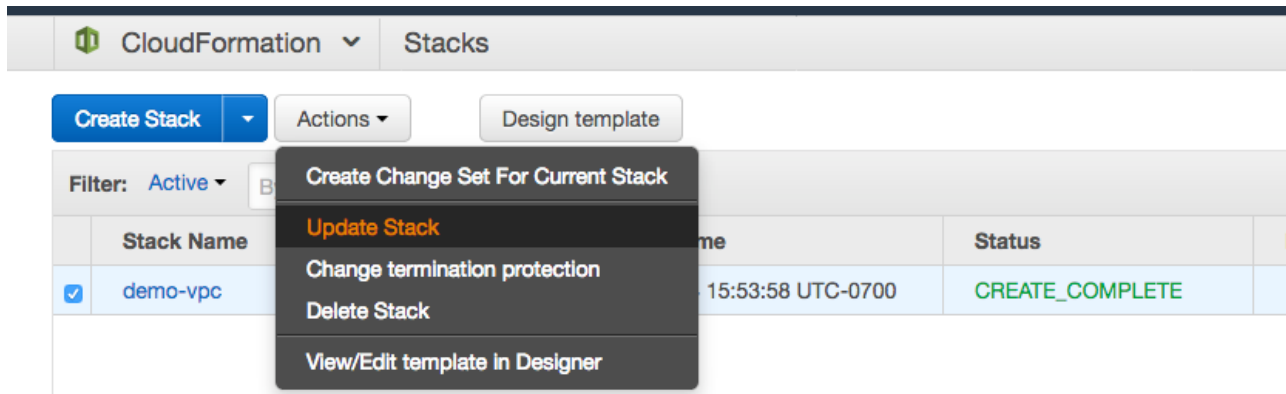 CloudFormation Stacks
Create Stack Actions Design template
Filter: Active
Create Change Set For Current Stack
Update Stack
Stack Name Status
Change termination protection
demo-vpc 15:53:58 UTC-0700 CREATE_COMPLETE
Delete Stack
View/Edit template in Designer